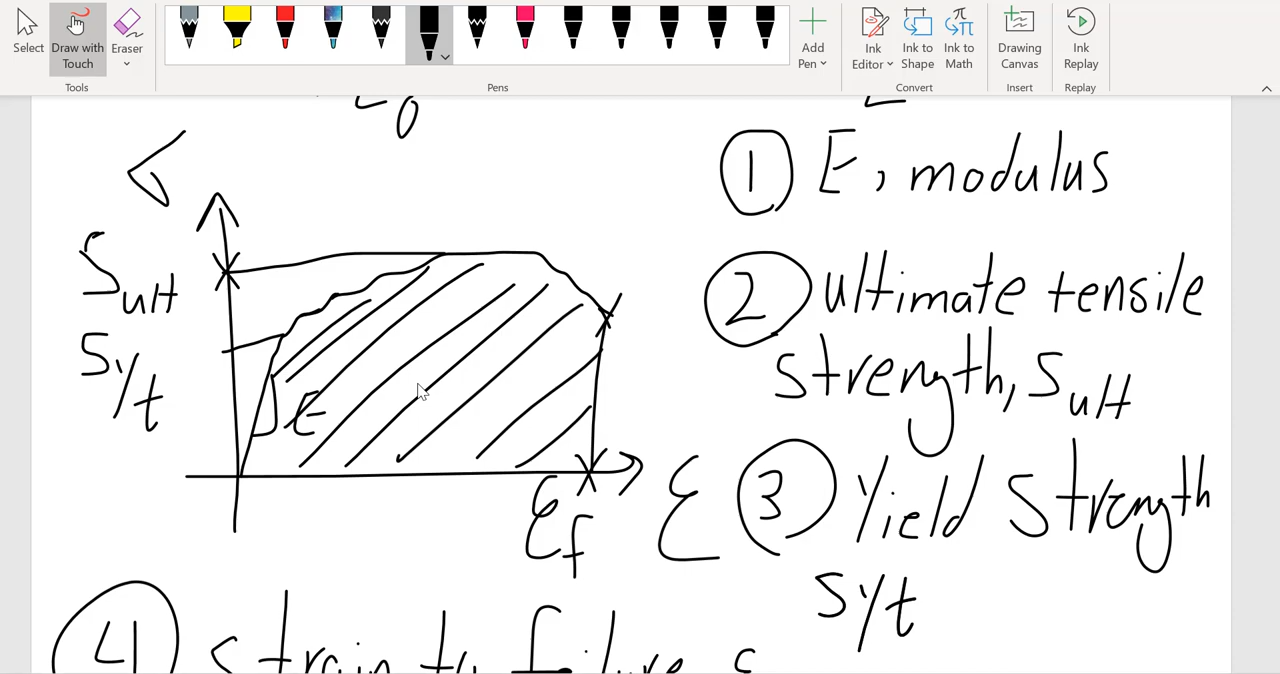 Select
Draw with Touch
Eraser
Tools
Pens
Add Pen
Ink Editor
Ink to Shape
Ink to Math
Convert
Drawing Canvas
Insert
Ink Replay
Replay
① E, modulus
② ultimate tensile
strength, Sult
③ Yield Strength
Sult
Sy/t
E
εf
ε
Syt
④ strain to failure ε